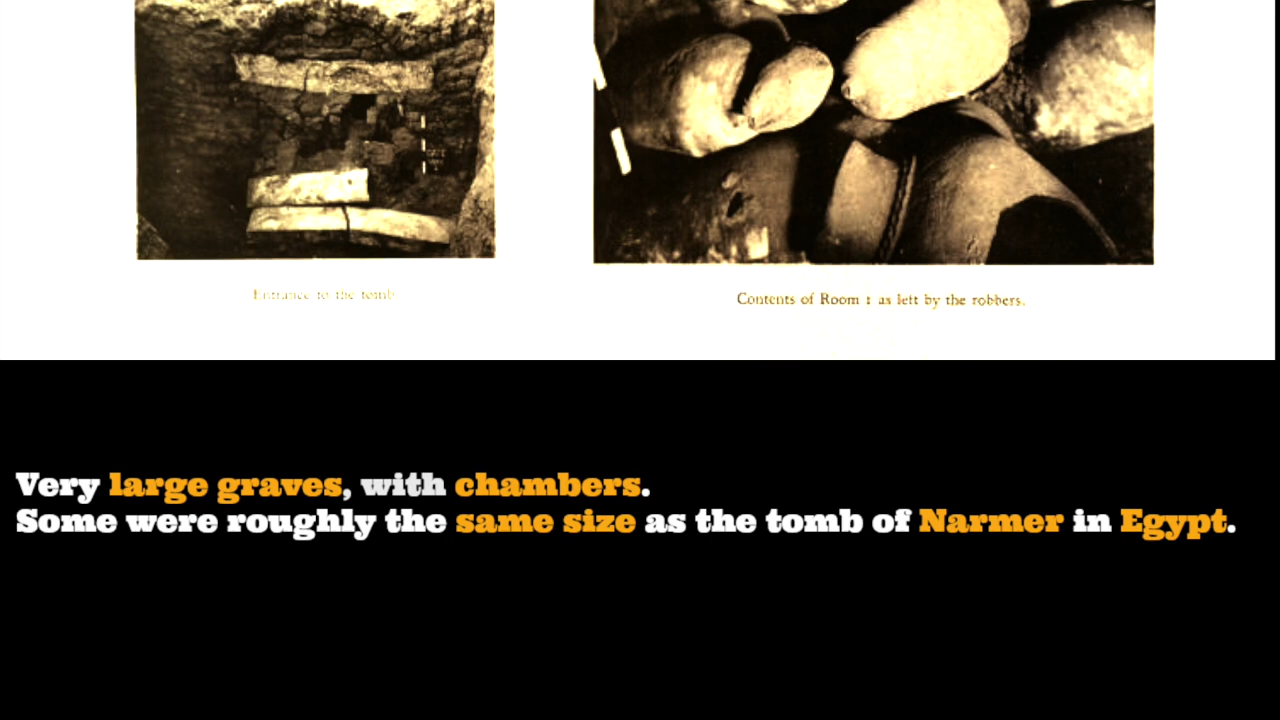 Entrance to the tomb
Contents of Room 1 as left by the robbers.
Very large graves, with chambers.
Some were roughly the same size as the tomb of Narmer in Egypt.